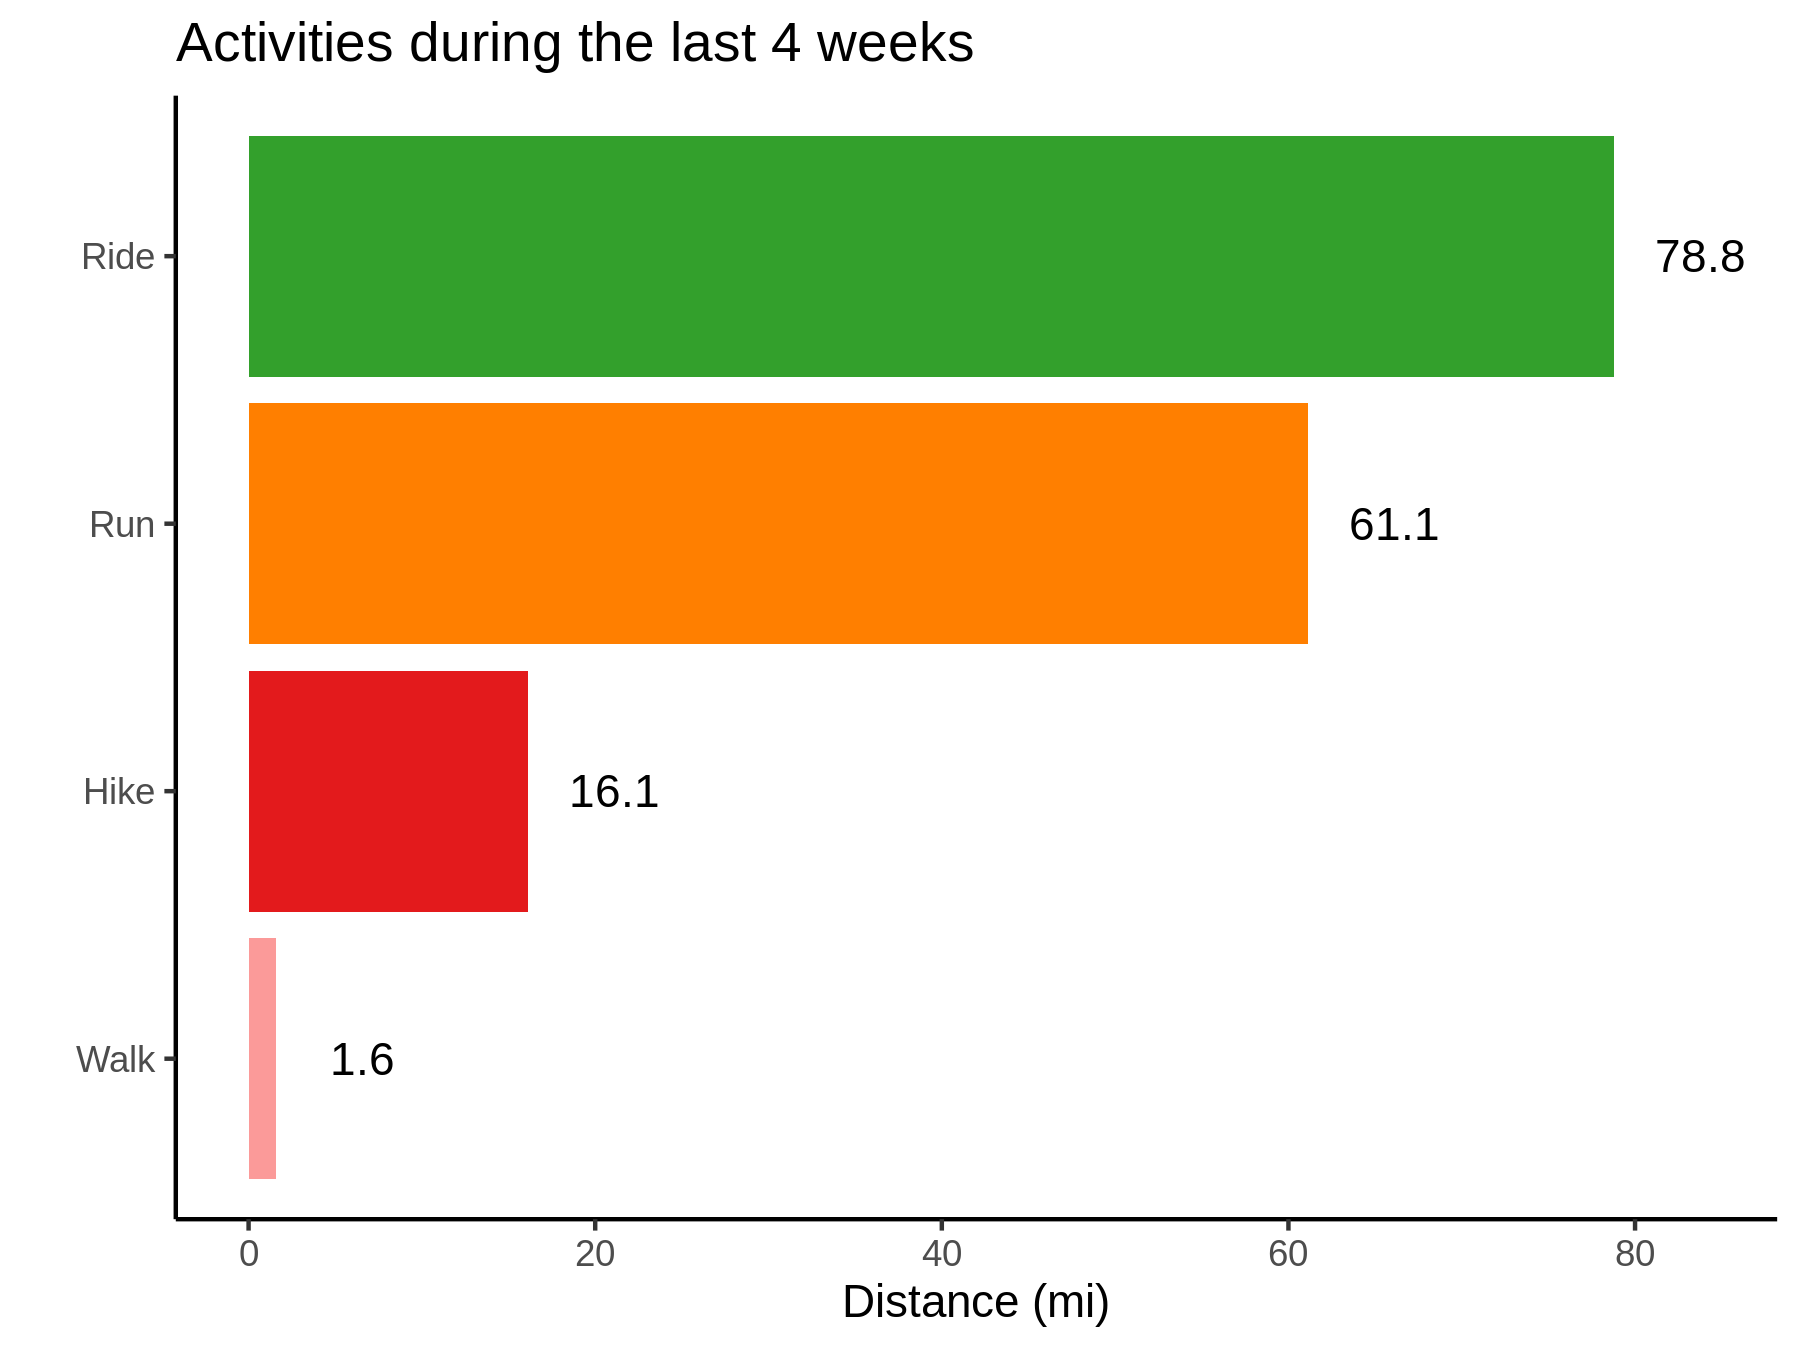 Activities during the last 4 weeks
Ride 78.8
Run 61.1
Hike 16.1
Walk 1.6
0 20 40 60 80
Distance (mi)